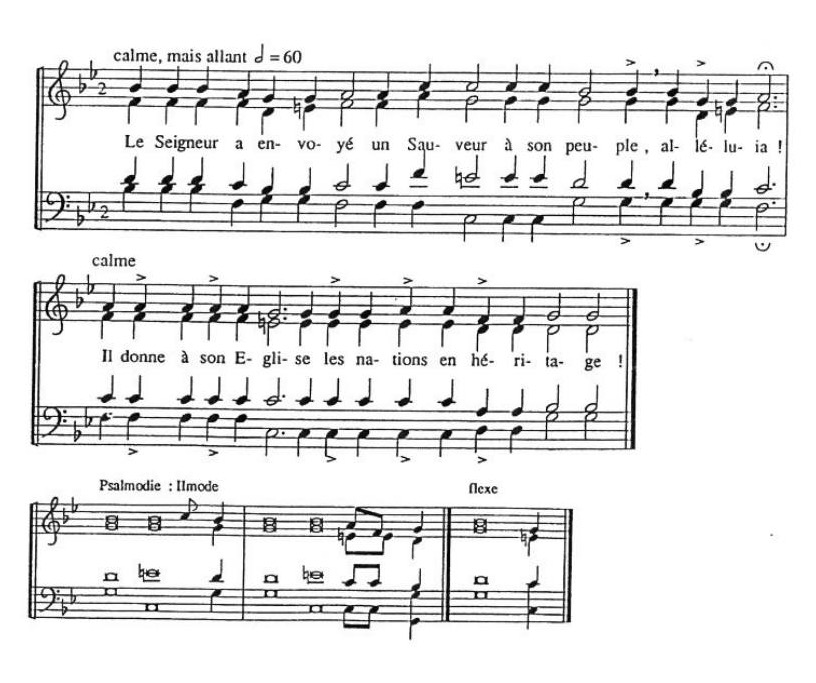 calme, mais allant 𝅗𝅥 = 60
Le Seigneur a en- vo- yé un Sau- veur à son peu- ple , al- lé- lu- ia !
calme
Il donne à son E- gli- se les na- tions en hé- ri- ta- ge !
Psalmodie : IImode
flexe